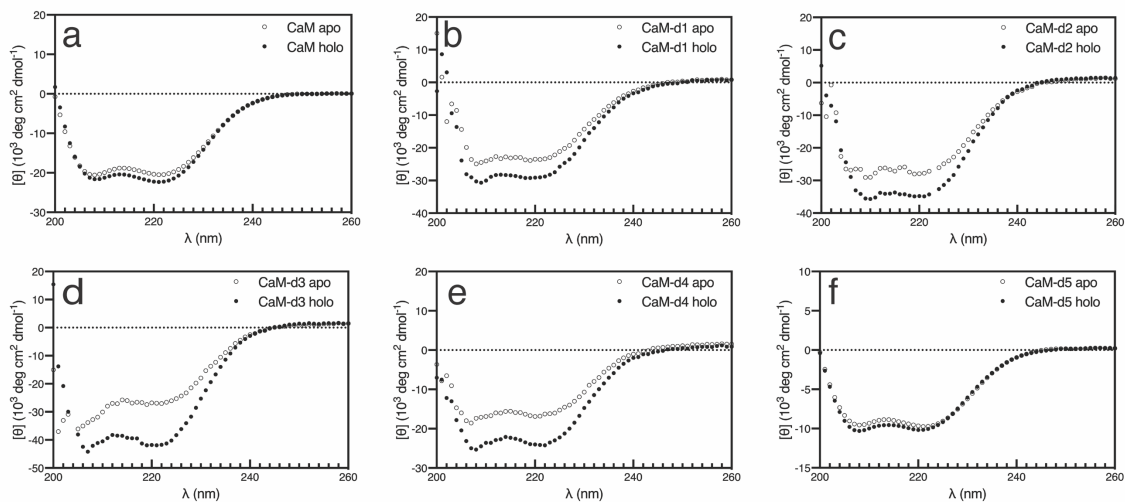 a
CaM apo
CaM holo
20
10
0
-10
-20
-30
200
220
240
260
[θ] (10³ deg cm² dmol⁻¹)
λ (nm)
b
CaM-d1 apo
CaM-d1 holo
20
10
0
-10
-20
-30
-40
200
220
240
260
[θ] (10³ deg cm² dmol⁻¹)
λ (nm)
c
CaM-d2 apo
CaM-d2 holo
20
10
0
-10
-20
-30
-40
200
220
240
260
[θ] (10³ deg cm² dmol⁻¹)
λ (nm)
d
CaM-d3 apo
CaM-d3 holo
20
10
0
-10
-20
-30
-40
-50
200
220
240
260
[θ] (10³ deg cm² dmol⁻¹)
λ (nm)
e
CaM-d4 apo
CaM-d4 holo
20
10
0
-10
-20
-30
200
220
240
260
[θ] (10³ deg cm² dmol⁻¹)
λ (nm)
f
CaM-d5 apo
CaM-d5 holo
10
5
0
-5
-10
-15
200
220
240
260
[θ] (10³ deg cm² dmol⁻¹)
λ (nm)